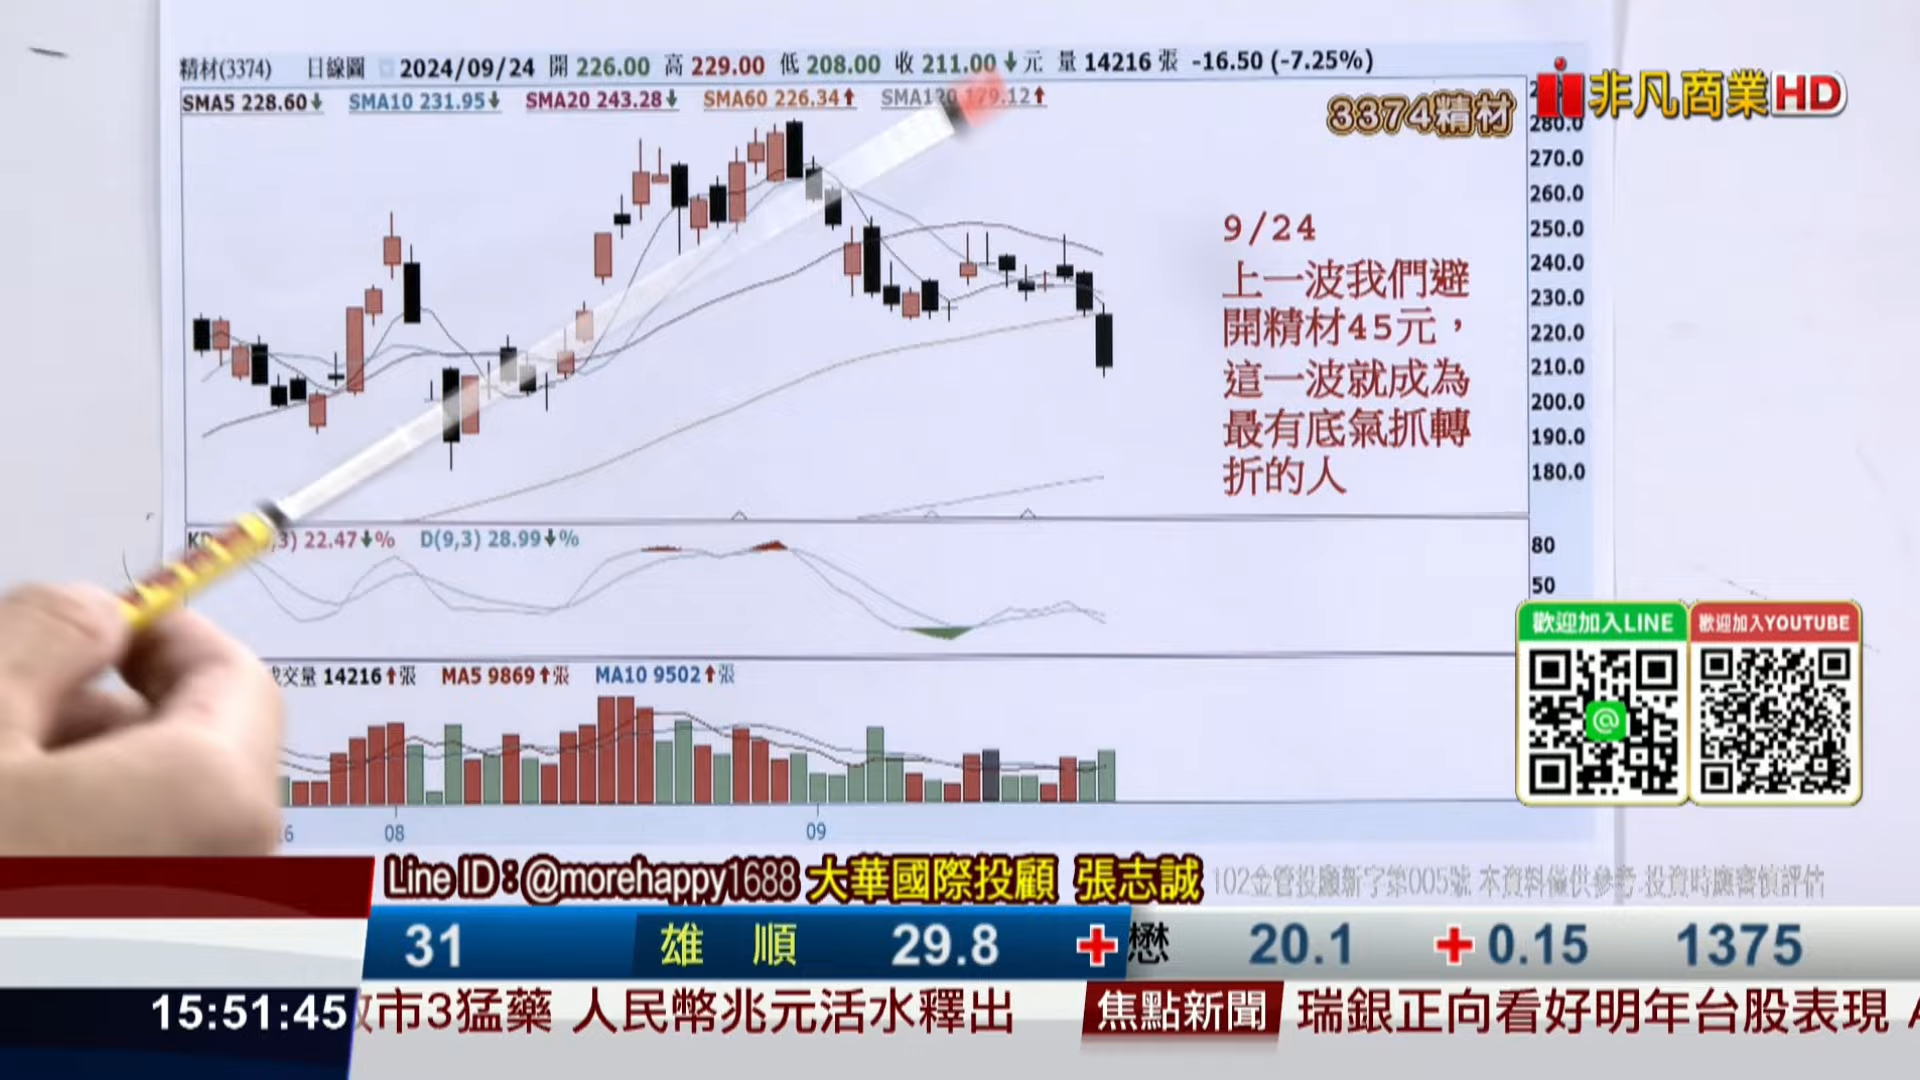 精材(3374) 日線圖 2024/09/24 開 226.00 高 229.00 低 208.00 收 211.00↓元 量 14216 張 -16.50 (-7.25%)
SMA5 228.60↓ SMA10 231.95↓ SMA20 243.28↓ SMA60 226.34↑ SMA120 179.12↑
3374精材
非凡商業HD
280.0
270.0
260.0
250.0
240.0
230.0
220.0
210.0
200.0
190.0
180.0
9/24
上一波我們避
開精材45元，
這一波就成為
最有底氣抓轉
折的人
3) 22.47↓% D(9,3) 28.99↓%
80
50
歡迎加入LINE
歡迎加入YOUTUBE
成交量 14216↑張 MA5 9869↑張 MA10 9502↑張
08
09
Line ID：@morehappy1688 大華國際投顧 張志誠 102金管投顧新字第005號 本資料僅供參考 投資時應審慎評估
31 雄順 29.8 + 懋 20.1 + 0.15 1375
15:51:45 市3猛藥 人民幣兆元活水釋出 焦點新聞 瑞銀正向看好明年台股表現